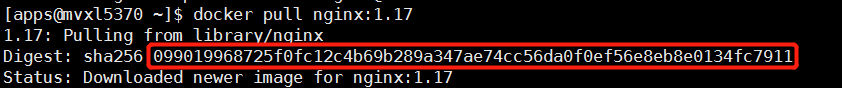 [apps@mvxl5370 ~]$ docker pull nginx:1.17
1.17: Pulling from library/nginx
Digest: sha256 099019968725f0fc12c4b69b289a347ae74cc56da0f0ef56e8eb8e0134fc7911
Status: Downloaded newer image for nginx:1.17